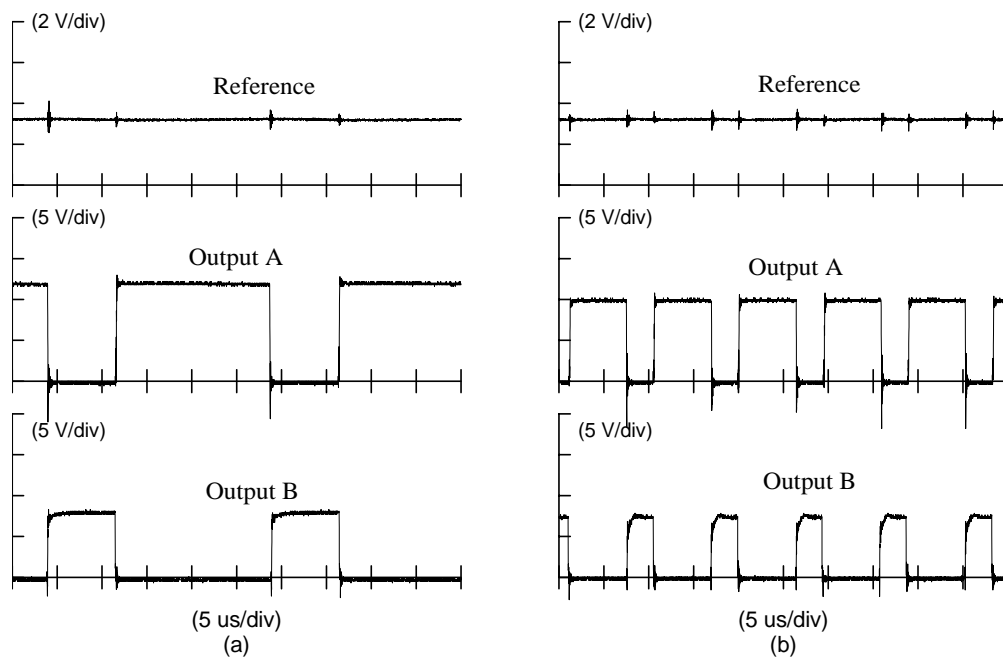 (2 V/div)
Reference
(5 V/div)
Output A
(5 V/div)
Output B
(5 us/div)
(a)
(2 V/div)
Reference
(5 V/div)
Output A
(5 V/div)
Output B
(5 us/div)
(b)